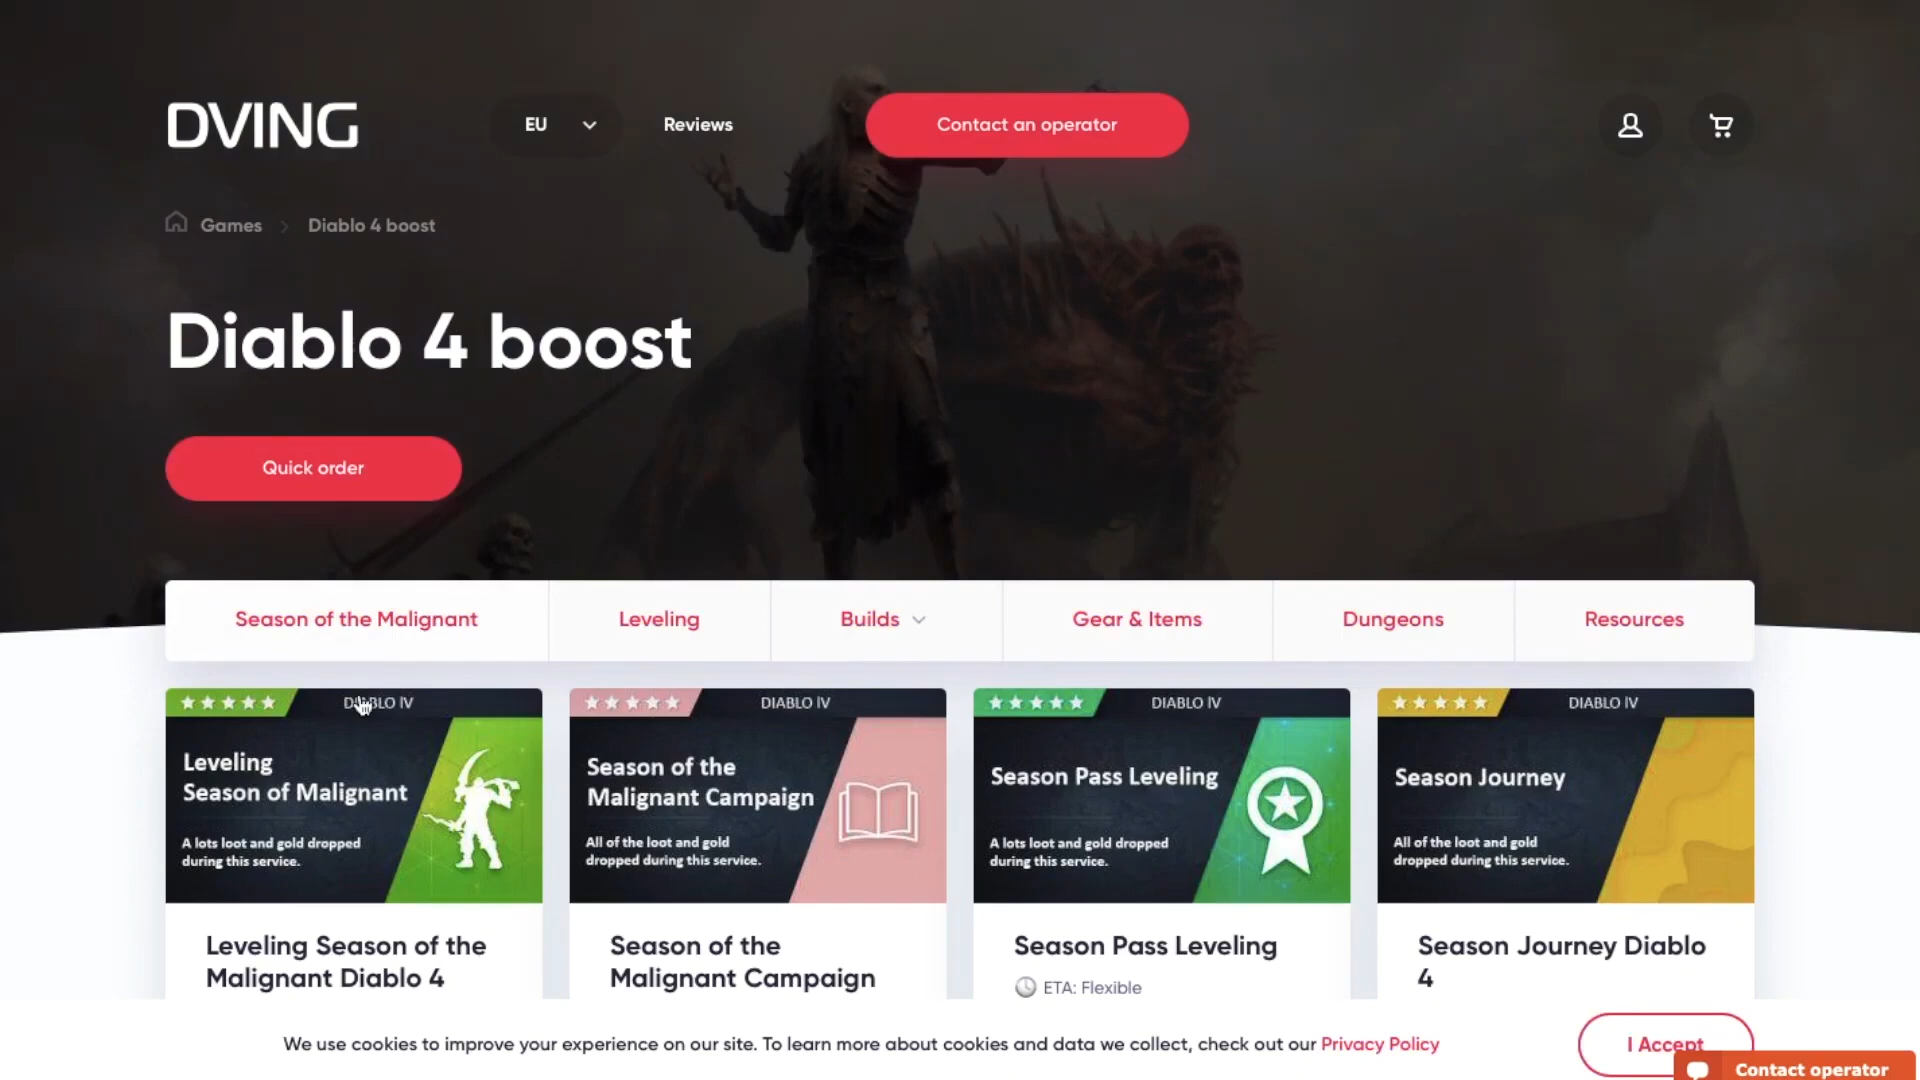 DVING
EU
Reviews
Contact an operator
Games
Diablo 4 boost
Diablo 4 boost
Quick order
Season of the Malignant
Leveling
Builds
Gear & Items
Dungeons
Resources
DIABLO IV
Leveling
Season of Malignant
A lots loot and gold dropped
during this service.
DIABLO IV
Season of the
Malignant Campaign
All of the loot and gold
dropped during this service.
DIABLO IV
Season Pass Leveling
A lots loot and gold dropped
during this service.
DIABLO IV
Season Journey
All of the loot and gold
dropped during this service.
Leveling Season of the
Malignant Diablo 4
Season of the
Malignant Campaign
Season Pass Leveling
ETA: Flexible
Season Journey Diablo
4
We use cookies to improve your experience on our site. To learn more about cookies and data we collect, check out our Privacy Policy
I Accept
Contact operator